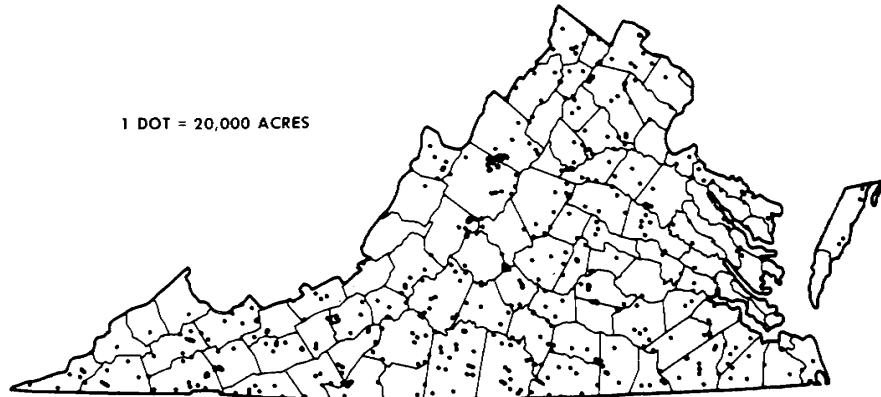 1 DOT = 20,000 ACRES